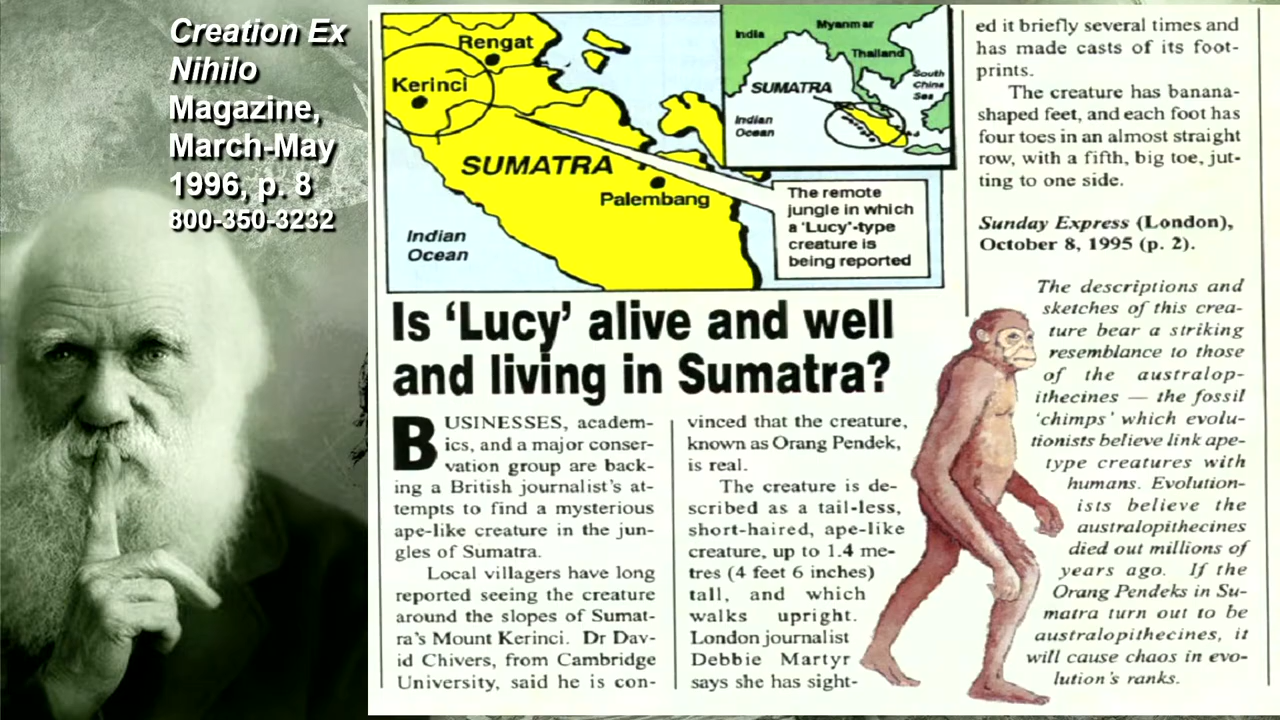 Creation Ex
Nihilo
Magazine,
March-May
1996, p. 8
800-350-3232
Rengat
Kerinci
SUMATRA
Palembang
Indian
Ocean
India
Myanmar
Thailand
South
China
Sea
SUMATRA
Indian
Ocean
The remote
jungle in which
a 'Lucy'-type
creature is
being reported
Is ‘Lucy’ alive and well
and living in Sumatra?
BUSINESSES, academ-
ics, and a major conser-
vation group are back-
ing a British journalist’s at-
tempts to find a mysterious
ape-like creature in the jun-
gles of Sumatra.
Local villagers have long
reported seeing the creature
around the slopes of Sumat-
ra’s Mount Kerinci. Dr Dav-
id Chivers, from Cambridge
University, said he is con-
vinced that the creature,
known as Orang Pendek,
is real.
The creature is de-
scribed as a tail-less,
short-haired, ape-like
creature, up to 1.4 me-
tres (4 feet 6 inches)
tall, and which
walks upright.
London journalist
Debbie Martyr
says she has sight-
ed it briefly several times and
has made casts of its foot-
prints.
The creature has banana-
shaped feet, and each foot has
four toes in an almost straight
row, with a fifth, big toe, jut-
ting to one side.
Sunday Express (London),
October 8, 1995 (p. 2).
The descriptions and
sketches of this crea-
ture bear a striking
resemblance to those
of the australop-
ithecines — the fossil
‘chimps’ which evolu-
tionists believe link ape-
type creatures with
humans. Evolution-
ists believe the
australopithecines
died out millions of
years ago. If the
Orang Pendeks in Su-
matra turn out to be
australopithecines, it
will cause chaos in evo-
lution’s ranks.